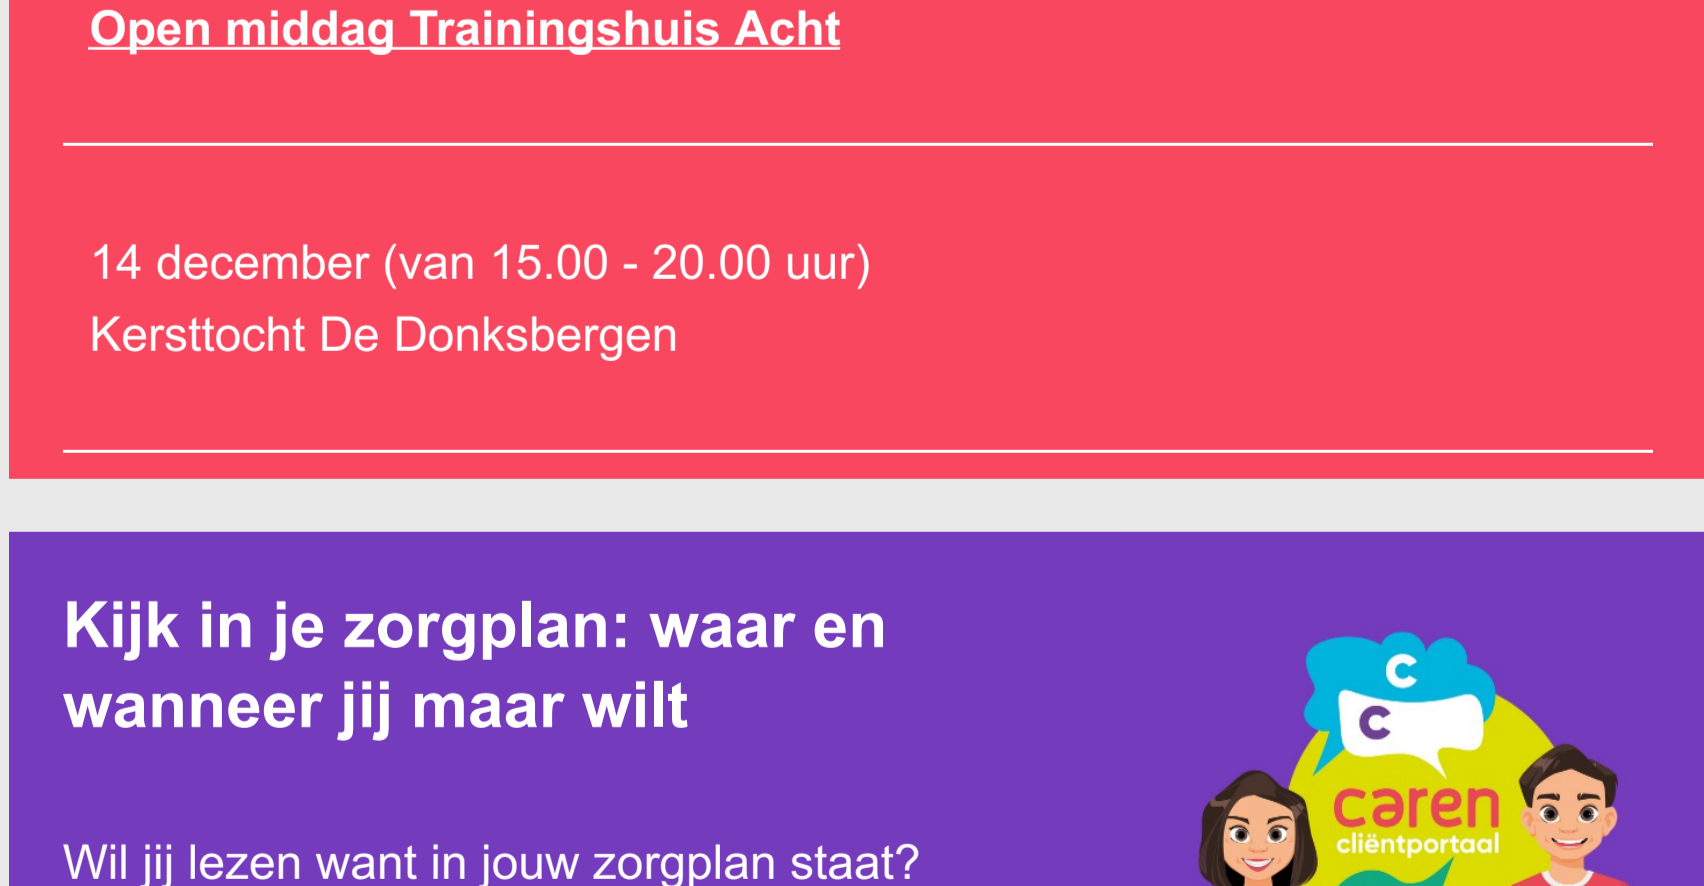 Open middag Trainingshuis Acht
14 december (van 15.00 - 20.00 uur)
Kersttocht De Donksbergen
Kijk in je zorgplan: waar en
wanneer jij maar wilt
C
C
caren
cliëntportaal
Wil jij lezen want in jouw zorgplan staat?